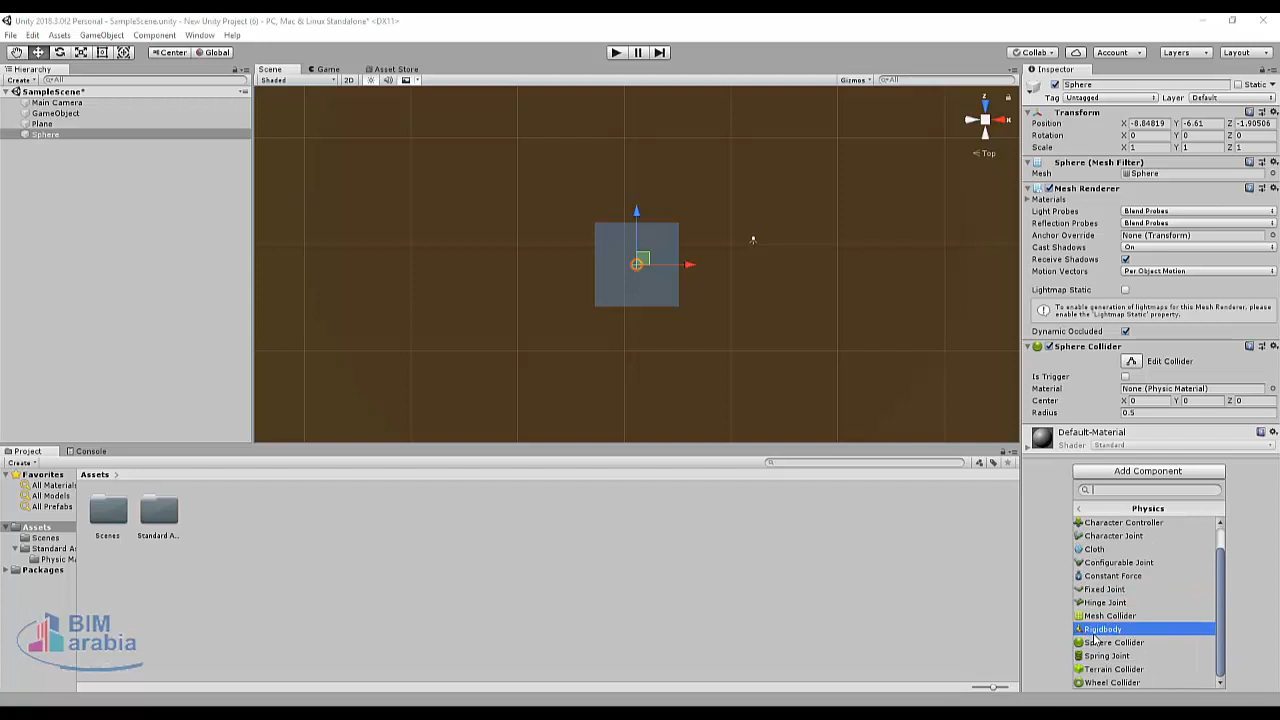 Unity 2018.3.0f2 Personal - SampleScene.unity - New Unity Project (6) - PC, Mac & Linux Standalone* <DX11>
File Edit Assets GameObject Component Window Help
Center Global Collab Account Layers Layout
Hierarchy
Create All
SampleScene*
Main Camera
GameObject
Plane
Sphere
Scene Game Asset Store
Shaded 2D Gizmos All
z
Top
Inspector
Sphere Static
Tag Untagged Layer Default
Transform
Position X -8.84819 Y -6.61 Z -1.90506
Rotation X 0 Y 0 Z 0
Scale X 1 Y 1 Z 1
Sphere (Mesh Filter)
Mesh Sphere
Mesh Renderer
Materials
Light Probes Blend Probes
Reflection Probes Blend Probes
Anchor Override None (Transform)
Cast Shadows On
Receive Shadows
Motion Vectors Per Object Motion
Lightmap Static
To enable generation of lightmaps for this Mesh Renderer, please
enable the 'Lightmap Static' property.
Dynamic Occluded
Sphere Collider
Edit Collider
Is Trigger
Material None (Physic Material)
Center X 0 Y 0 Z 0
Radius 0.5
Default-Material
Shader Standard
Add Component
Physics
Character Controller
Character Joint
Cloth
Configurable Joint
Constant Force
Fixed Joint
Hinge Joint
Mesh Collider
Rigidbody
Sphere Collider
Spring Joint
Terrain Collider
Wheel Collider
Project Console
Create
Favorites
All Materials
All Models
All Prefabs
Assets
Scenes
Standard As
Physic Ma
Packages
Assets
Scenes Standard A...
BIM
arabia